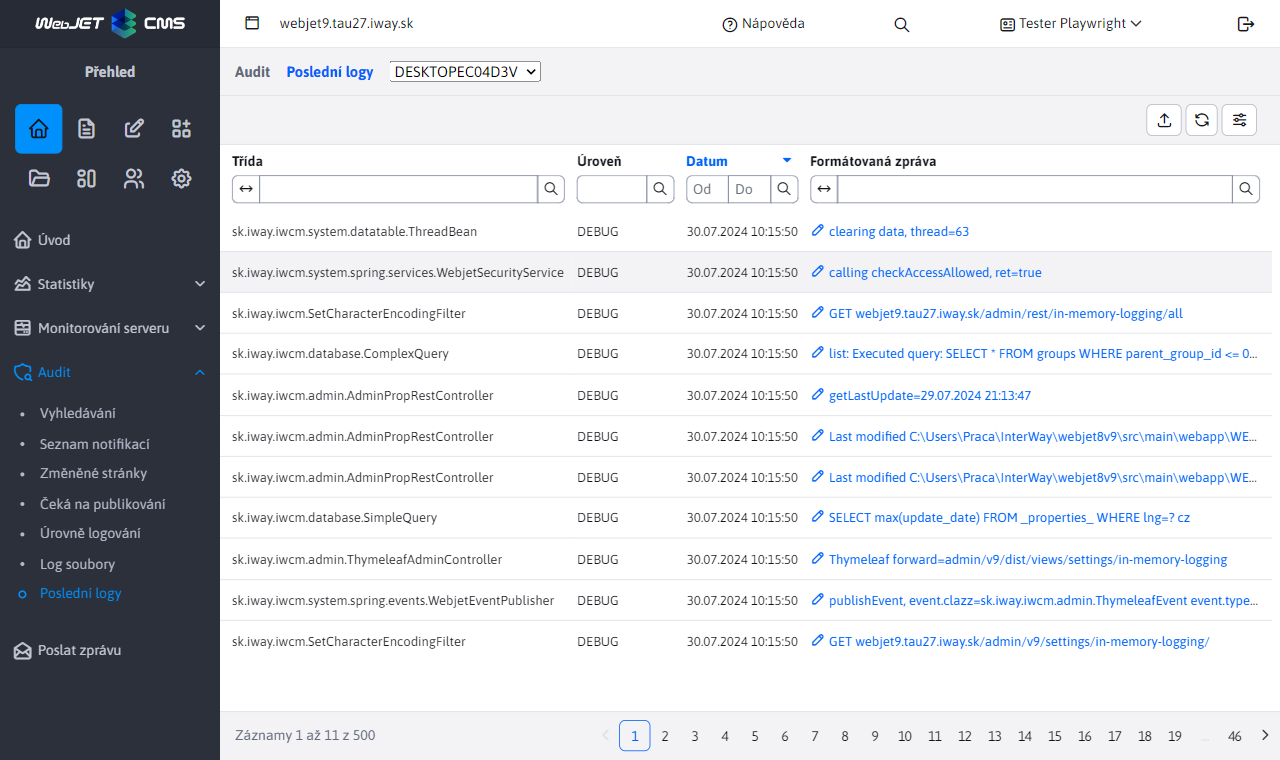 WebJET CMS
webjet9.tau27.iway.sk
Nápověda
Tester Playwright
Přehled
Úvod
Statistiky
Monitorování serveru
Audit
Vyhledávání
Seznam notifikací
Změněné stránky
Čeká na publikování
Úrovně logování
Log soubory
Poslední logy
Poslat zprávu
Audit Poslední logy DESKTOPEC04D3V
Třída Úroveň Datum Formátovaná zpráva
Od Do
sk.iway.iwcm.system.datatable.ThreadBean DEBUG 30.07.2024 10:15:50 clearing data, thread=63
sk.iway.iwcm.system.spring.services.WebjetSecurityService DEBUG 30.07.2024 10:15:50 calling checkAccessAllowed, ret=true
sk.iway.iwcm.SetCharacterEncodingFilter DEBUG 30.07.2024 10:15:50 GET webjet9.tau27.iway.sk/admin/rest/in-memory-logging/all
sk.iway.iwcm.database.ComplexQuery DEBUG 30.07.2024 10:15:50 list: Executed query: SELECT * FROM groups WHERE parent_group_id <= 0...
sk.iway.iwcm.admin.AdminPropRestController DEBUG 30.07.2024 10:15:50 getLastUpdate=29.07.2024 21:13:47
sk.iway.iwcm.admin.AdminPropRestController DEBUG 30.07.2024 10:15:50 Last modified C:\Users\Praca\InterWay\webjet8v9\src\main\webapp\WE...
sk.iway.iwcm.admin.AdminPropRestController DEBUG 30.07.2024 10:15:50 Last modified C:\Users\Praca\InterWay\webjet8v9\src\main\webapp\WE...
sk.iway.iwcm.database.SimpleQuery DEBUG 30.07.2024 10:15:50 SELECT max(update_date) FROM _properties_ WHERE lng=? cz
sk.iway.iwcm.admin.ThymeleafAdminController DEBUG 30.07.2024 10:15:50 Thymeleaf forward=admin/v9/dist/views/settings/in-memory-logging
sk.iway.iwcm.system.spring.events.WebjetEventPublisher DEBUG 30.07.2024 10:15:50 publishEvent, event.clazz=sk.iway.iwcm.admin.ThymeleafEvent event.type...
sk.iway.iwcm.SetCharacterEncodingFilter DEBUG 30.07.2024 10:15:50 GET webjet9.tau27.iway.sk/admin/v9/settings/in-memory-logging/
Záznamy 1 až 11 z 500 1 2 3 4 5 6 7 8 9 10 11 12 13 14 15 16 17 18 19 ... 46